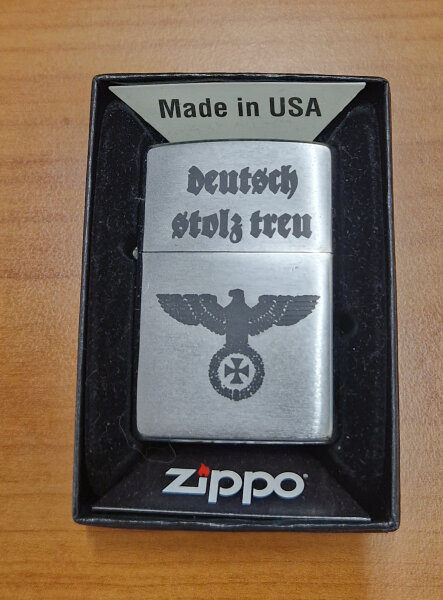 Made in USA
deutsch
stolz treu
zippo